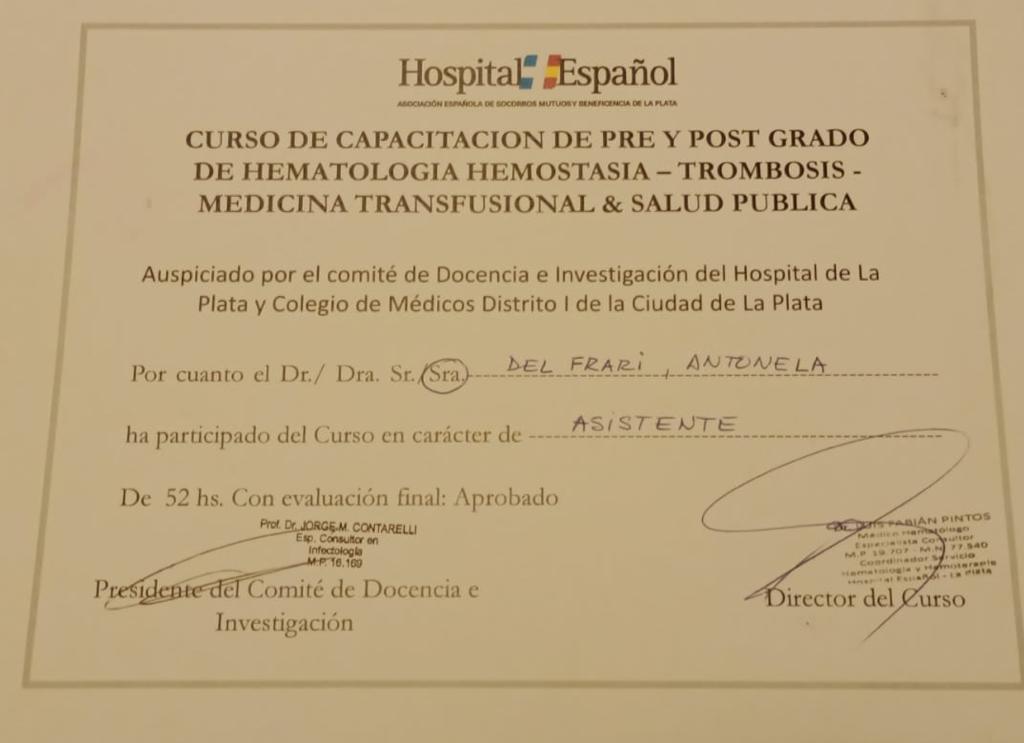 Hospital Español
ASOCIACIÓN ESPAÑOLA DE SOCORROS MUTUOS Y BENEFICENCIA DE LA PLATA
CURSO DE CAPACITACION DE PRE Y POST GRADO
DE HEMATOLOGIA HEMOSTASIA – TROMBOSIS -
MEDICINA TRANSFUSIONAL & SALUD PUBLICA
Auspiciado por el comité de Docencia e Investigación del Hospital de La
Plata y Colegio de Médicos Distrito I de la Ciudad de La Plata
Por cuanto el Dr./ Dra. Sr./Sra. DEL FRARI, ANTONELA
ha participado del Curso en carácter de ASISTENTE
De 52 hs. Con evaluación final: Aprobado
Prof. Dr. JORGE M. CONTARELLI
Esp. Consultor en
Infectología
M.P. 16.169
Presidente del Comité de Docencia e
Investigación
Dr. LUIS FABIÁN PINTOS
Médico Hematólogo
Especialista Consultor
M.P. 19.707 - M.N. 77.540
Coordinador Servicio
Hematología y Hemoterapia
Hospital Español - La Plata
Director del Curso